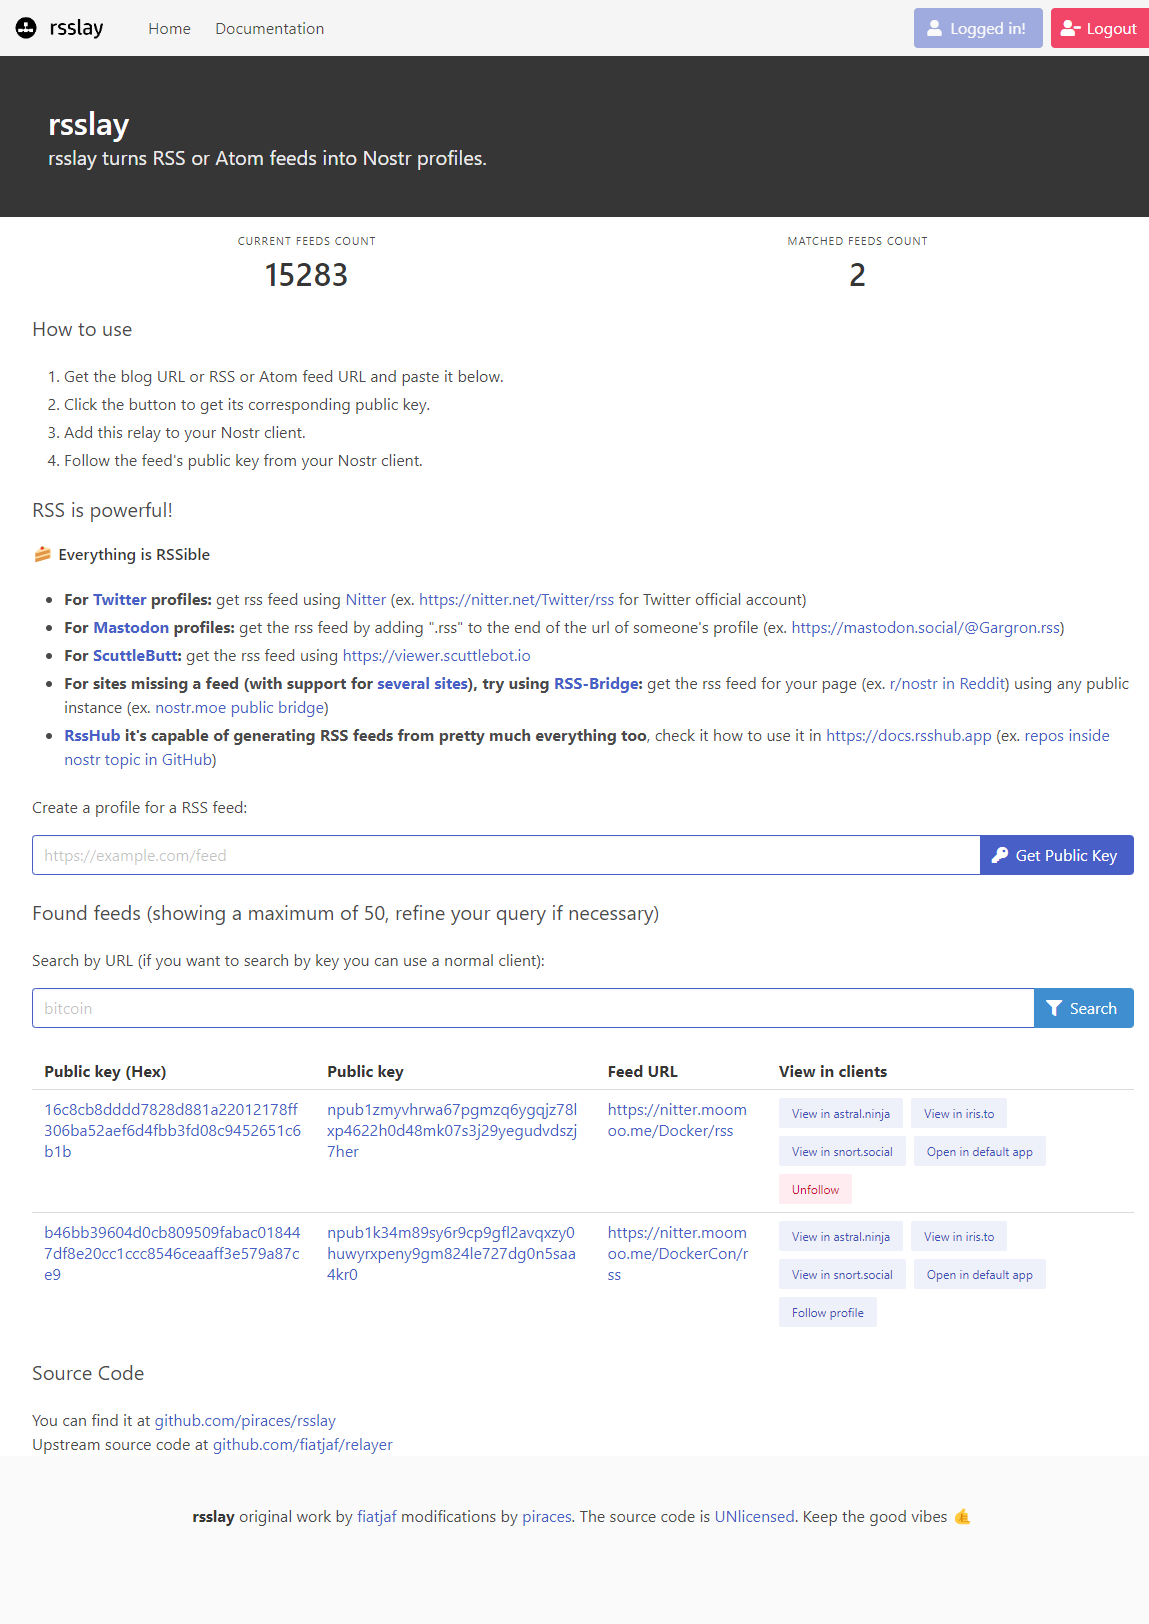 rsslay Home Documentation Logged in! Logout
rsslay
rsslay turns RSS or Atom feeds into Nostr profiles.
CURRENT FEEDS COUNT
15283
MATCHED FEEDS COUNT
2
How to use
1. Get the blog URL or RSS or Atom feed URL and paste it below.
2. Click the button to get its corresponding public key.
3. Add this relay to your Nostr client.
4. Follow the feed's public key from your Nostr client.
RSS is powerful!
🍰 Everything is RSSible
• For Twitter profiles: get rss feed using Nitter (ex. https://nitter.net/Twitter/rss for Twitter official account)
• For Mastodon profiles: get the rss feed by adding ".rss" to the end of the url of someone's profile (ex. https://mastodon.social/@Gargron.rss)
• For ScuttleButt: get the rss feed using https://viewer.scuttlebot.io
• For sites missing a feed (with support for several sites), try using RSS-Bridge: get the rss feed for your page (ex. r/nostr in Reddit) using any public
instance (ex. nostr.moe public bridge)
• RssHub it's capable of generating RSS feeds from pretty much everything too, check it how to use it in https://docs.rsshub.app (ex. repos inside
nostr topic in GitHub)
Create a profile for a RSS feed:
https://example.com/feed Get Public Key
Found feeds (showing a maximum of 50, refine your query if necessary)
Search by URL (if you want to search by key you can use a normal client):
bitcoin Search
Public key (Hex) Public key Feed URL View in clients
16c8cb8dddd7828d881a22012178ff
306ba52aef6d4fbb3fd08c9452651c6
b1b
npub1zmyvhrwa67pgmzq6ygqjz78l
xp4622h0d48mk07s3j29yegudvdszj
7her
https://nitter.moom
oo.me/Docker/rss
View in astral.ninja View in iris.to
View in snort.social Open in default app
Unfollow
b46bb39604d0cb809509fabac01844
7df8e20cc1ccc8546ceaaff3e579a87c
e9
npub1k34m89sy6r9cp9gfl2avqxzy0
huwyrxpeny9gm824le727dg0n5saa
4kr0
https://nitter.moom
oo.me/DockerCon/r
ss
View in astral.ninja View in iris.to
View in snort.social Open in default app
Follow profile
Source Code
You can find it at github.com/piraces/rsslay
Upstream source code at github.com/fiatjaf/relayer
rsslay original work by fiatjaf modifications by piraces. The source code is UNlicensed. Keep the good vibes 🤙